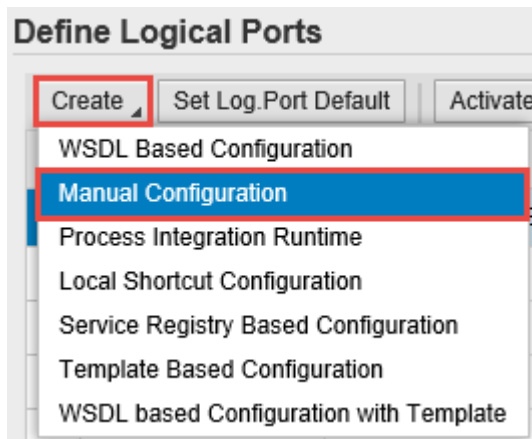 Define Logical Ports
Create Set Log.Port Default Activate
WSDL Based Configuration
Manual Configuration
Process Integration Runtime
Local Shortcut Configuration
Service Registry Based Configuration
Template Based Configuration
WSDL based Configuration with Template